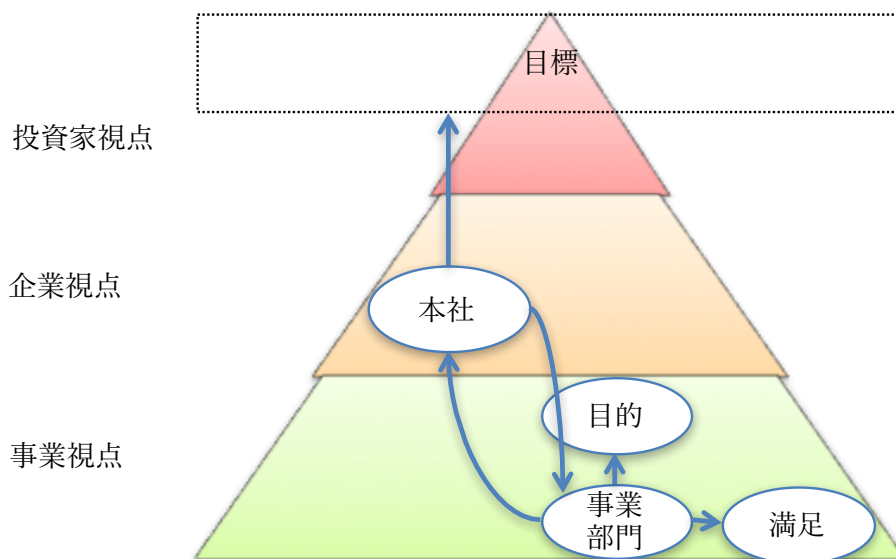 目標
投資家視点
企業視点
本社
目的
事業視点
事業
部門
満足